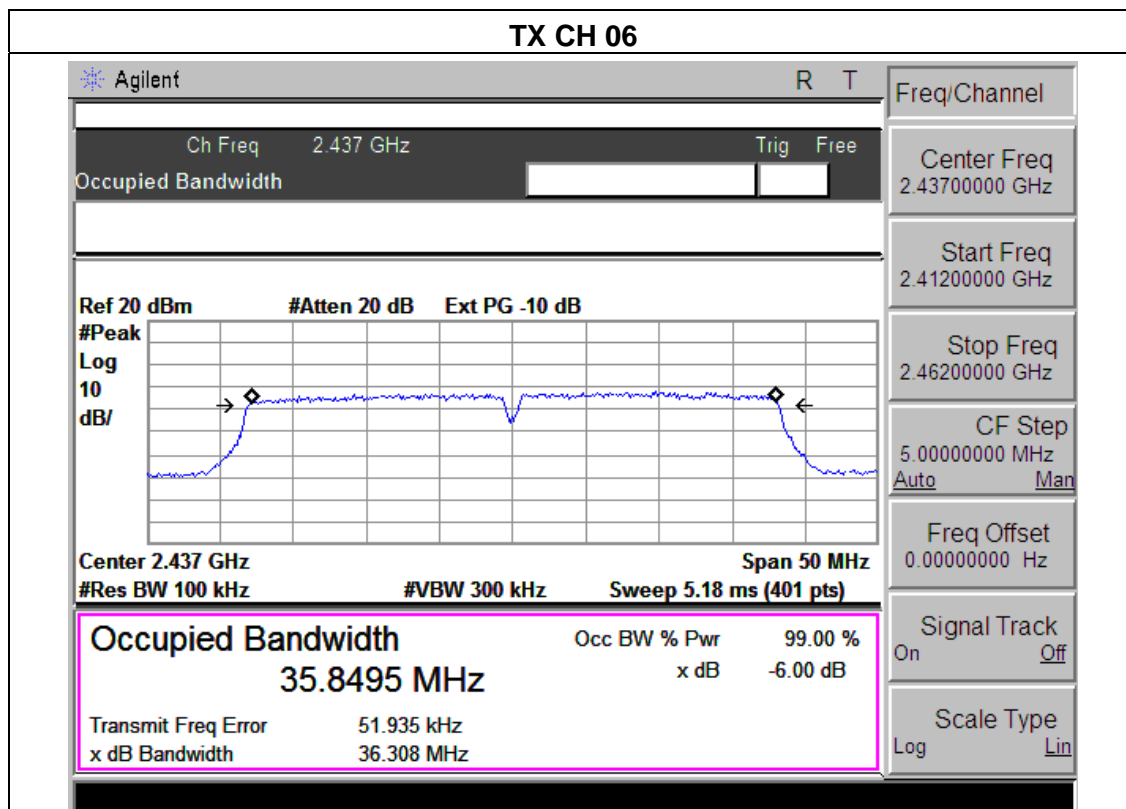 TX CH 06
Agilent R T
Ch Freq 2.437 GHz Trig Free
Occupied Bandwidth
Ref 20 dBm #Atten 20 dB Ext PG -10 dB
#Peak
Log
10
dB/
Center 2.437 GHz Span 50 MHz
#Res BW 100 kHz #VBW 300 kHz Sweep 5.18 ms (401 pts)
Occupied Bandwidth Occ BW % Pwr 99.00 %
35.8495 MHz x dB -6.00 dB
Transmit Freq Error 51.935 kHz
x dB Bandwidth 36.308 MHz
Freq/Channel
Center Freq
2.43700000 GHz
Start Freq
2.41200000 GHz
Stop Freq
2.46200000 GHz
CF Step
5.00000000 MHz
Auto Man
Freq Offset
0.00000000 Hz
Signal Track
On Off
Scale Type
Log Lin